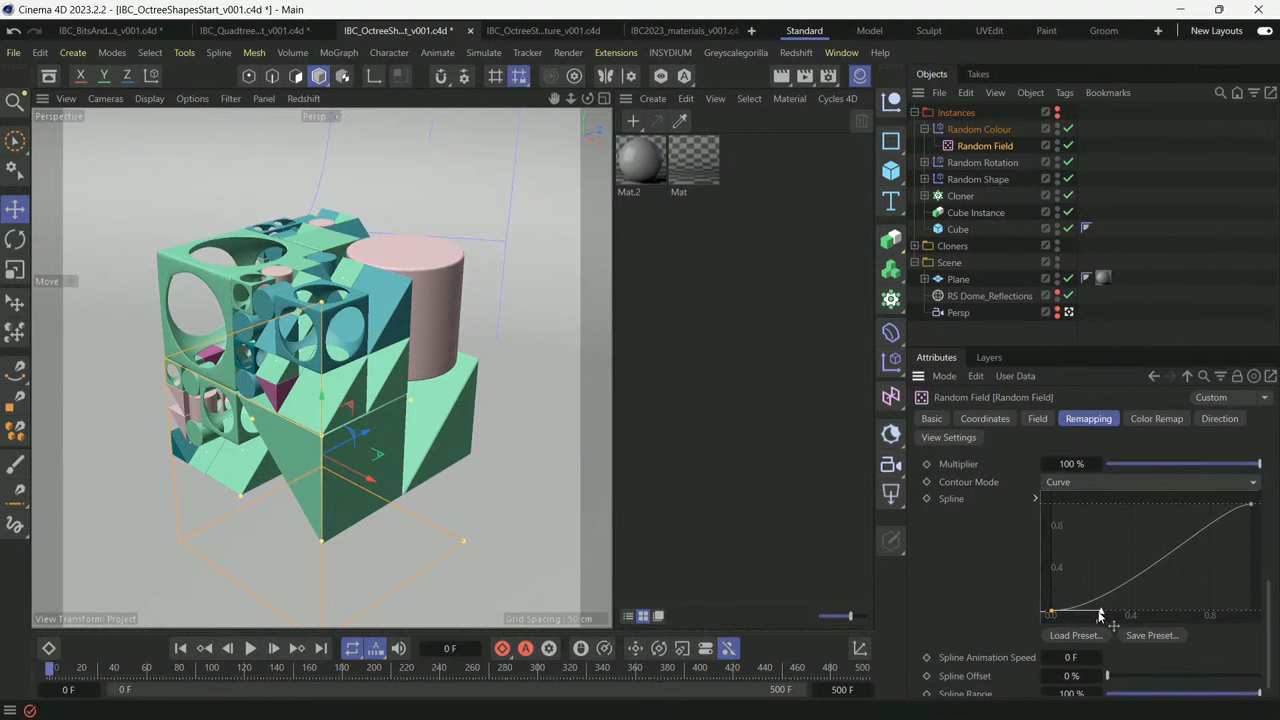 Cinema 4D 2023.2.2 - [IBC_OctreeShapesStart_v001.c4d *] - Main
IBC_BitsAnd...s_v001.c4d *
IBC_Quadtree...t_v001.c4d *
IBC_OctreeSh...t_v001.c4d *
IBC_OctreeSt...ture_v001.c4d
IBC2023_materials_v001.c4d
Standard
Model
Sculpt
UVEdit
Paint
Groom
New Layouts
File Edit Create Modes Select Tools Spline Mesh Volume MoGraph Character Animate Simulate Tracker Render Extensions INSYDIUM Greyscalegorilla Redshift Window Help
X Y Z
View Cameras Display Options Filter Panel Redshift
Create Edit View Select Material Cycles 4D
Perspective
Persp
Move
Mat.2
Mat
View Transform: Project
Grid Spacing : 50 cm
Objects Takes
File Edit View Object Tags Bookmarks
Instances
Random Colour
Random Field
Random Rotation
Random Shape
Cloner
Cube Instance
Cube
Cloners
Scene
Plane
RS Dome_Reflections
Persp
Attributes Layers
Mode Edit User Data
Random Field [Random Field]
Custom
Basic Coordinates Field Remapping Color Remap Direction
View Settings
Multiplier 100 %
Contour Mode Curve
Spline
0.8
0.4
0.0 0.4 0.8
Load Preset... Save Preset...
Spline Animation Speed 0 F
Spline Offset 0 %
Spline Range 100 %
0 F
0 20 40 60 80 100 120 140 160 180 200 220 240 260 280 300 320 340 360 380 400 420 440 460 480 500
0 F 0 F 500 F 500 F